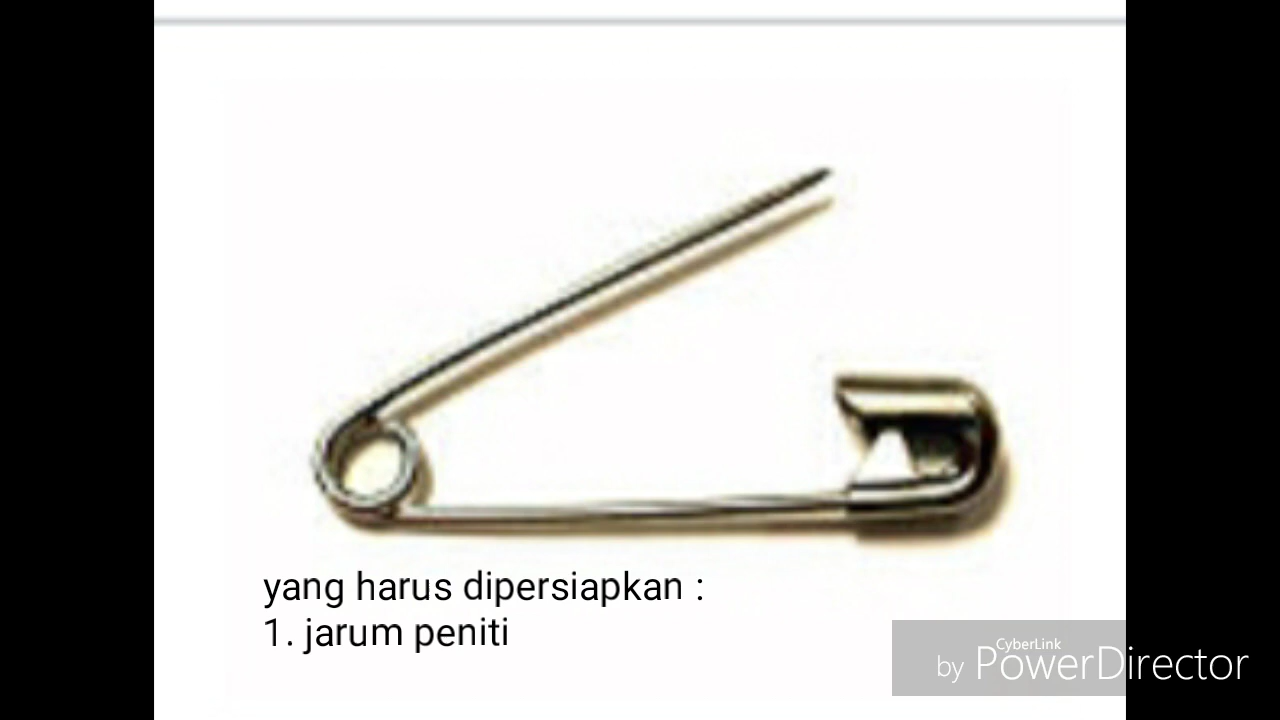 yang harus dipersiapkan :
1. jarum peniti
CyberLink
by PowerDirector